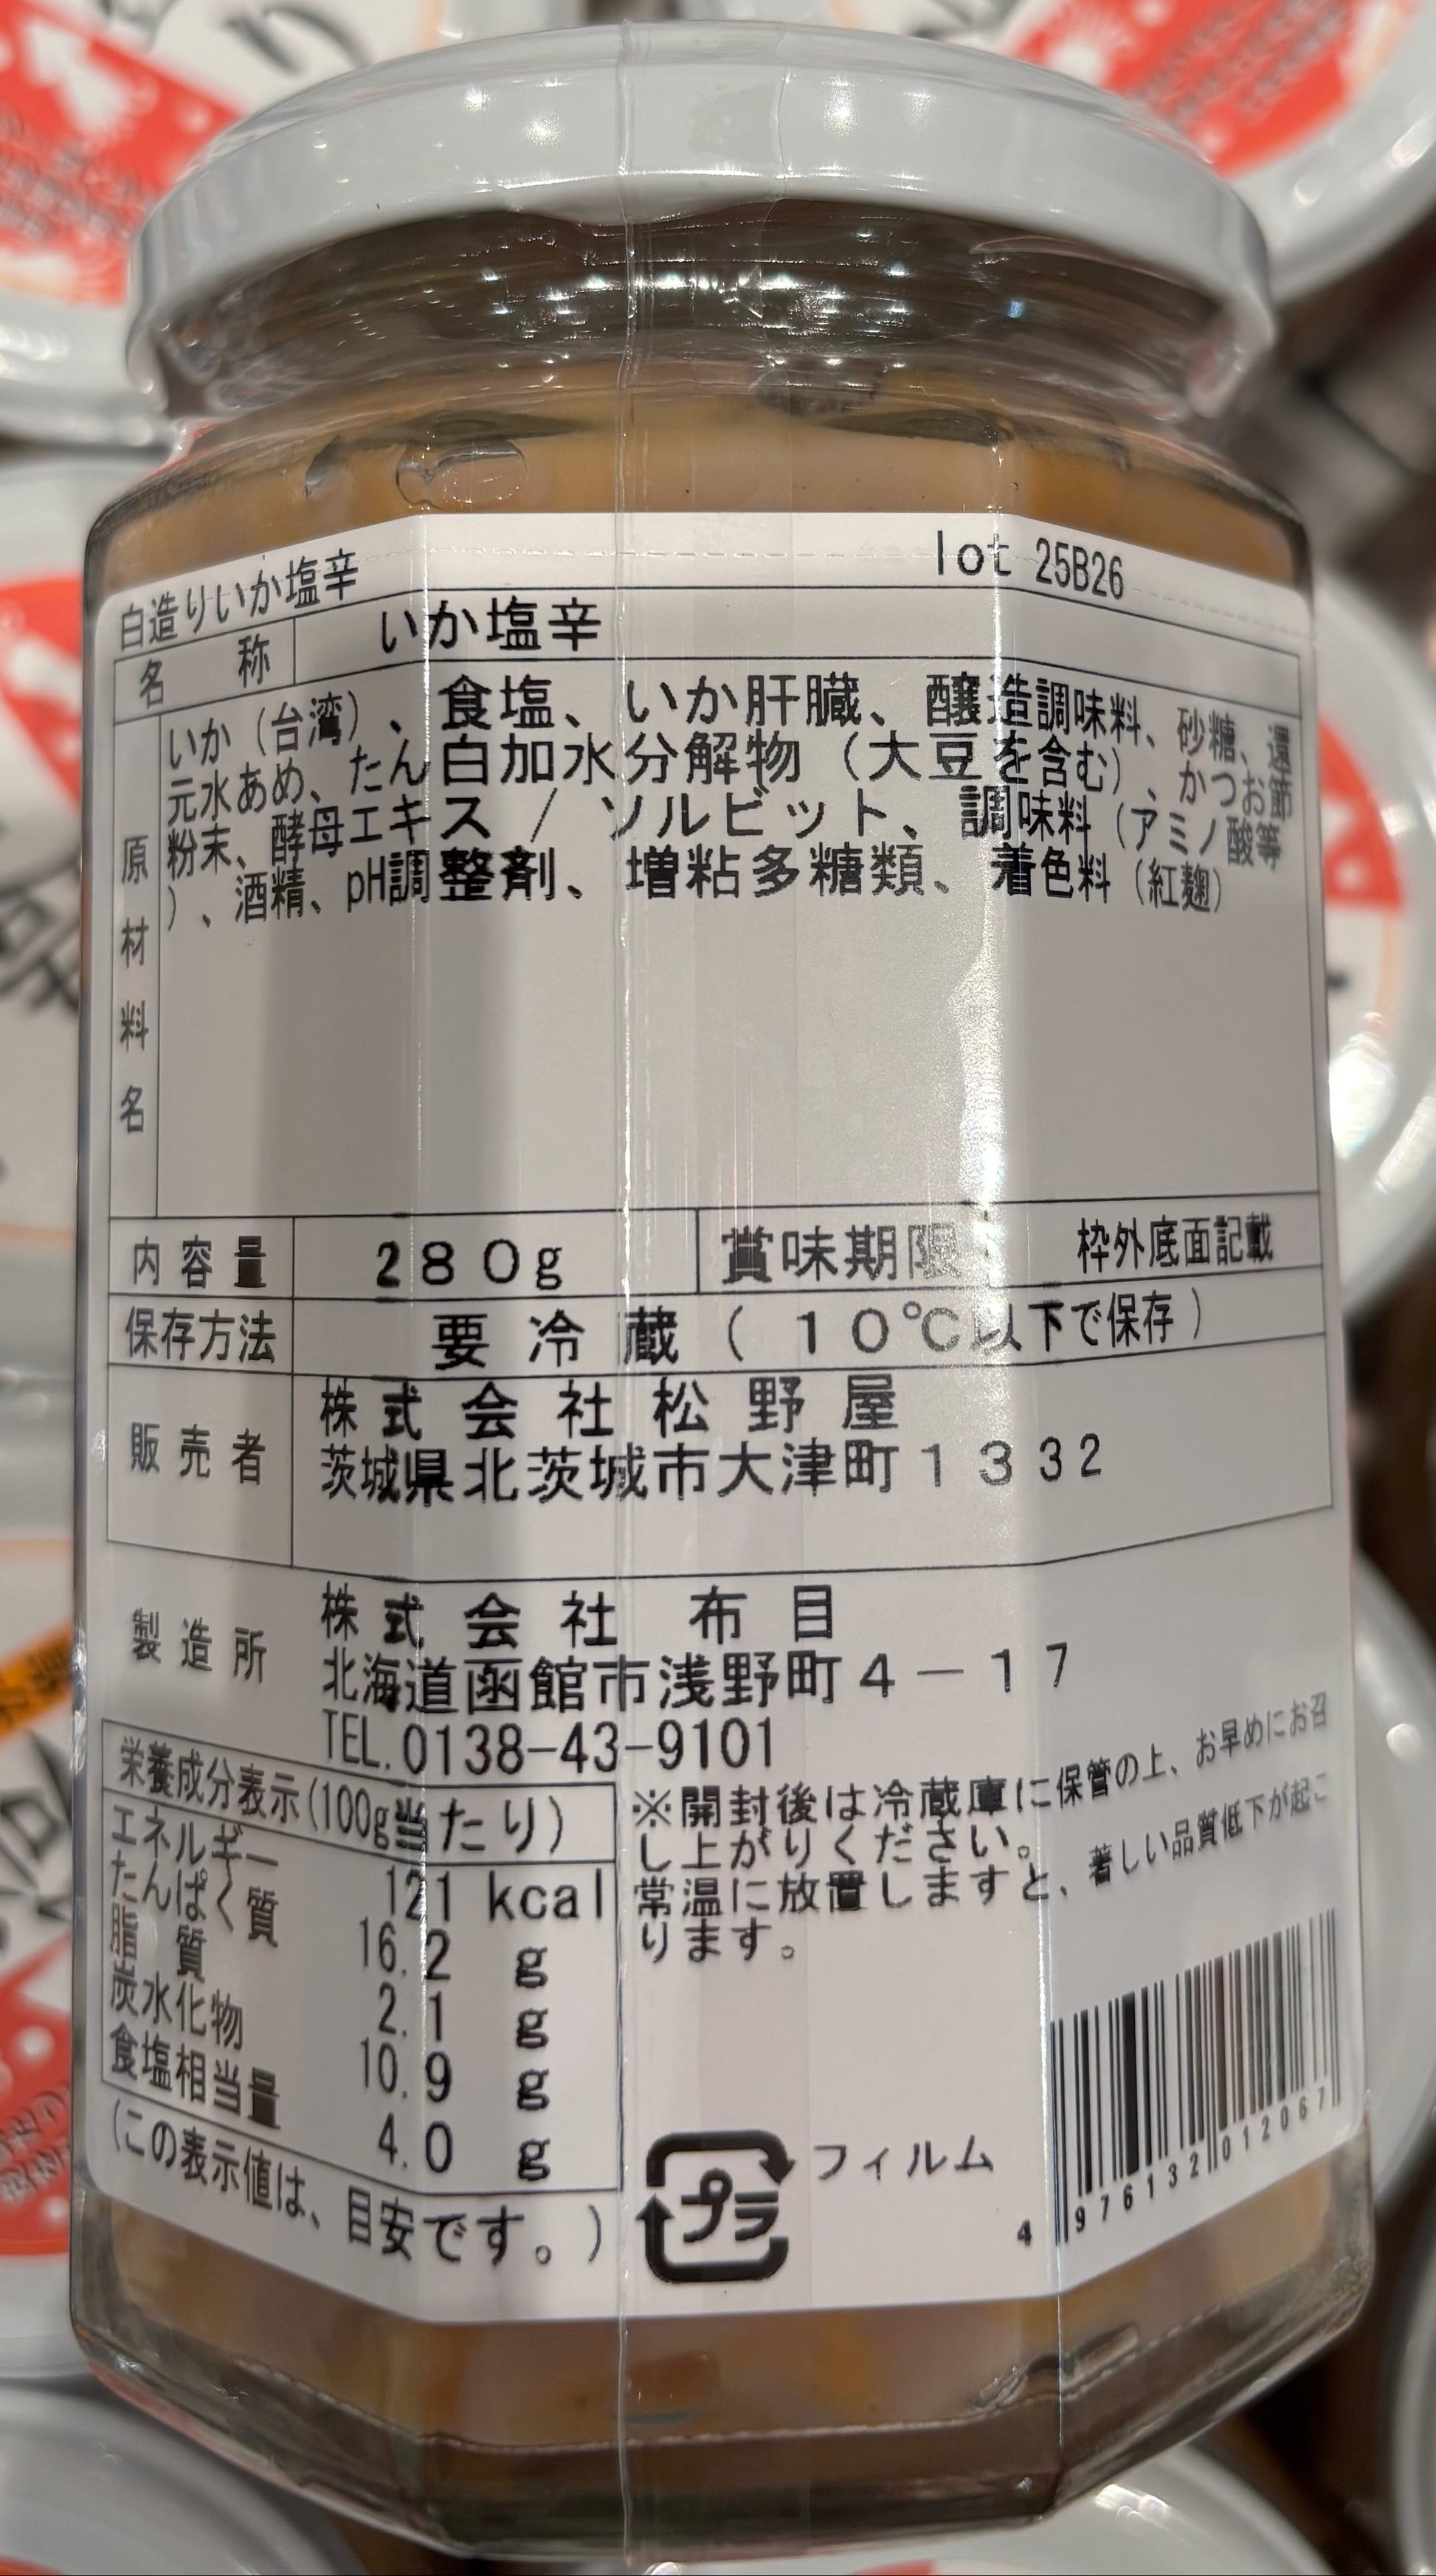 白造りいか塩辛
lot 25B26
名称 いか塩辛
原材料名
いか（台湾）、食塩、いか肝臓、醸造調味料、砂糖、還
元水あめ、たん白加水分解物（大豆を含む）、かつお節
粉末、酵母エキス / ソルビット、調味料（アミノ酸等
）、酒精、pH調整剤、増粘多糖類、着色料（紅麹）
内容量 280g 賞味期限 枠外底面記載
保存方法 要冷蔵(10℃以下で保存)
販売者 株式会社松野屋
茨城県北茨城市大津町1332
製造所 株式会社 布目
北海道函館市浅野町4－17
TEL.0138-43-9101
栄養成分表示(100g当たり)
エネルギー 121 kcal
たんぱく質 16.2 g
脂質 2.1 g
炭水化物 10.9 g
食塩相当量 4.0 g
(この表示値は、目安です。)
※開封後は冷蔵庫に保管の上、お早めにお召
し上がりください。
常温に放置しますと、著しい品質低下が起こ
ります。
プラ
フィルム
4 976132 012067